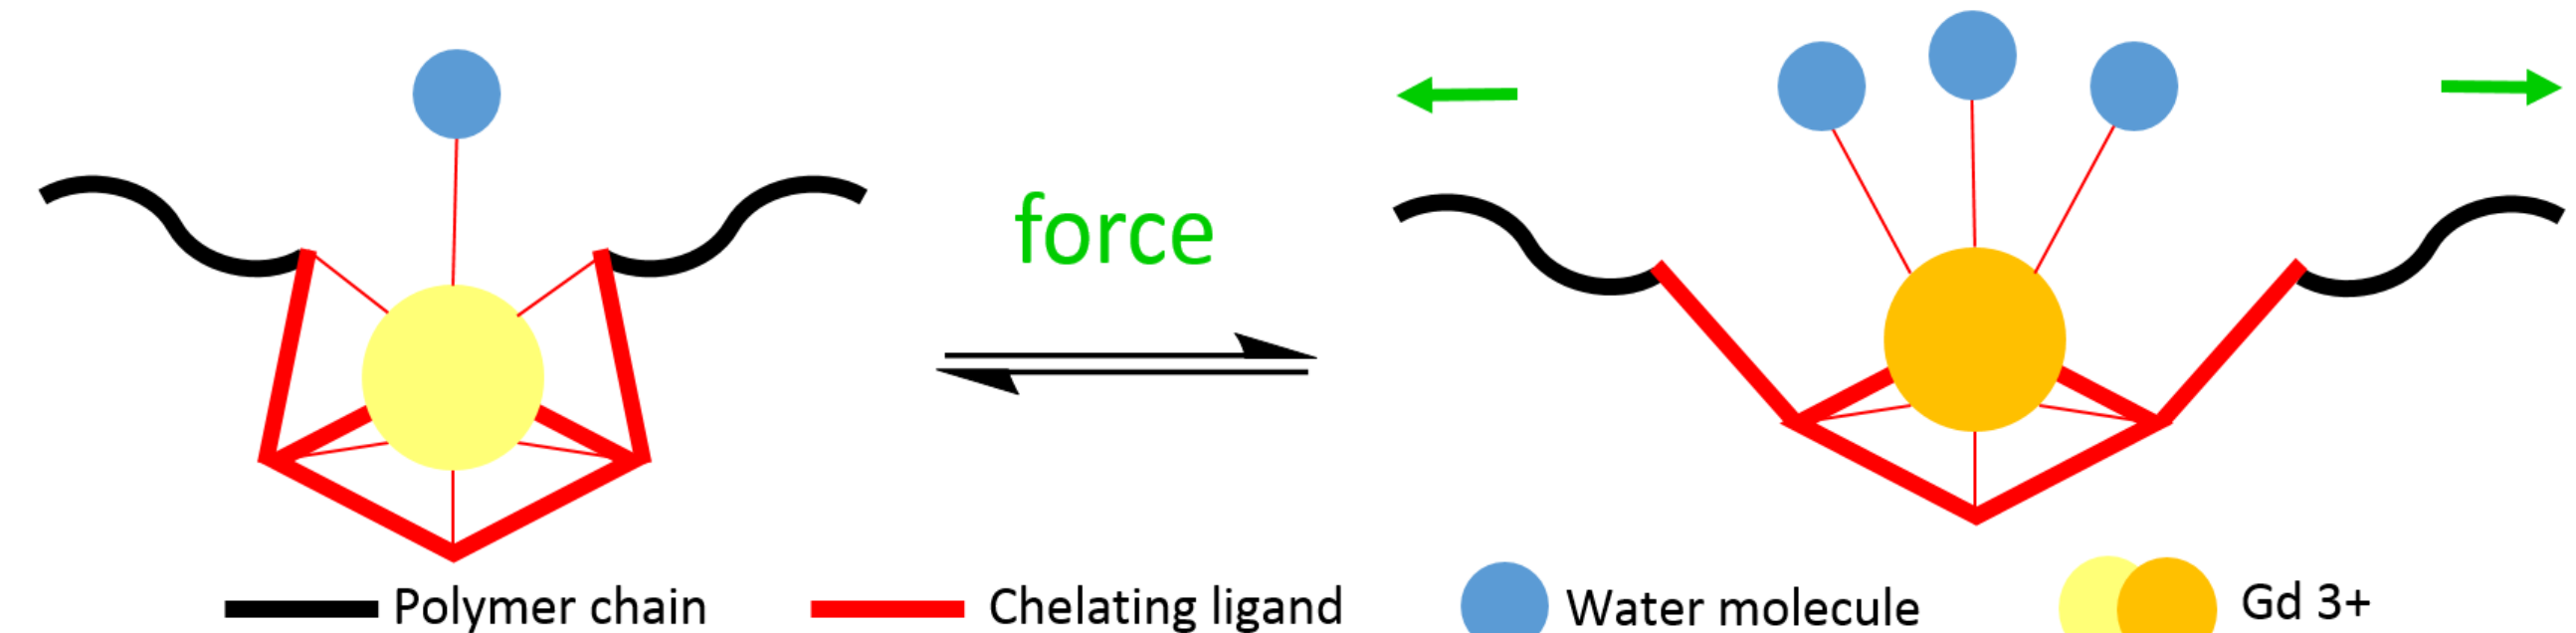 force
Polymer chain
Chelating ligand
Water molecule
Gd 3+